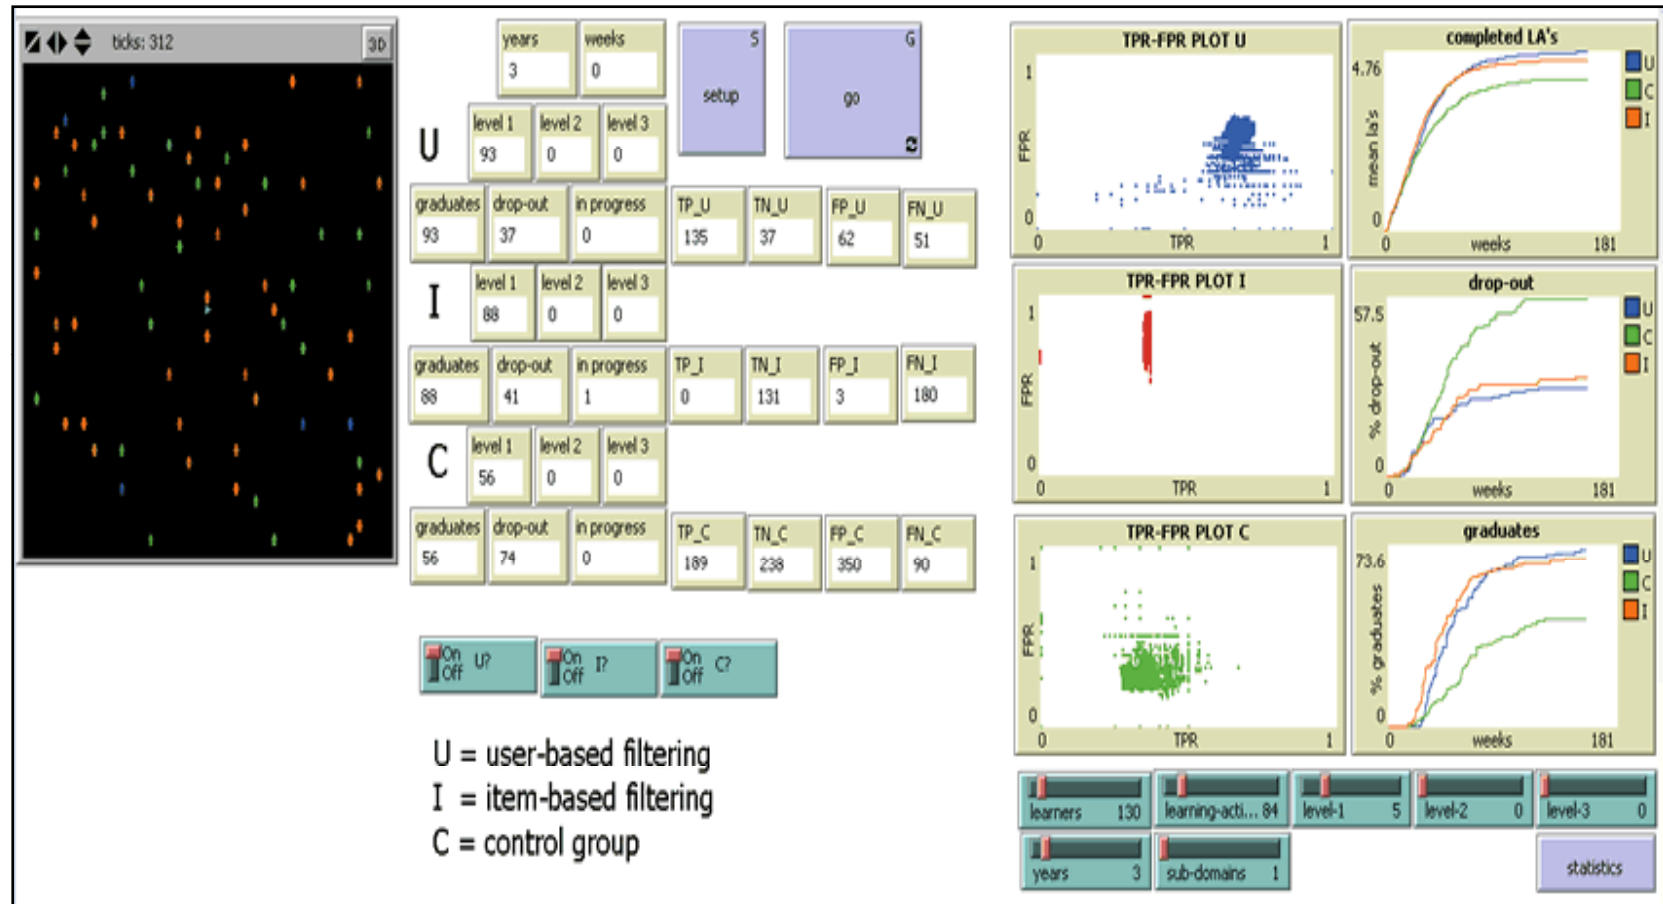 ticks: 312
3D
years
3
weeks
0
S
setup
G
go
U
level 1
93
level 2
0
level 3
0
graduates
93
drop-out
37
in progress
0
TP_U
135
TN_U
37
FP_U
62
FN_U
51
I
level 1
88
level 2
0
level 3
0
graduates
88
drop-out
41
in progress
1
TP_I
0
TN_I
131
FP_I
3
FN_I
180
C
level 1
56
level 2
0
level 3
0
graduates
56
drop-out
74
in progress
0
TP_C
189
TN_C
238
FP_C
350
FN_C
90
On
Off
U?
On
Off
I?
On
Off
C?
U = user-based filtering
I = item-based filtering
C = control group
TPR-FPR PLOT U
1
FPR
0
0
TPR
1
completed LA's
4.76
mean la's
0
0
weeks
181
U
C
I
TPR-FPR PLOT I
1
FPR
0
0
TPR
1
drop-out
57.5
% drop-out
0
0
weeks
181
U
C
I
TPR-FPR PLOT C
1
FPR
0
0
TPR
1
graduates
73.6
% graduates
0
0
weeks
181
U
C
I
learners 130
learning-acti... 84
level-1 5
level-2 0
level-3 0
years 3
sub-domains 1
statistics